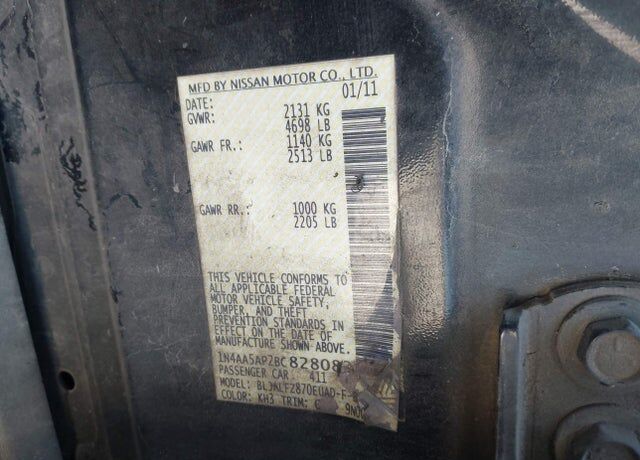 MFD BY NISSAN MOTOR CO., LTD.
DATE: 01/11
GVWR: 2131 KG
4698 LB
GAWR FR.: 1140 KG
2513 LB
GAWR RR.: 1000 KG
2205 LB
THIS VEHICLE CONFORMS TO
ALL APPLICABLE FEDERAL
MOTOR VEHICLE SAFETY,
BUMPER, AND THEFT
PREVENTION STANDARDS IN
EFFECT ON THE DATE OF
MANUFACTURE SHOWN ABOVE.
PASSENGER CAR 411
MODEL:
COLOR: KH3 TRIM: G